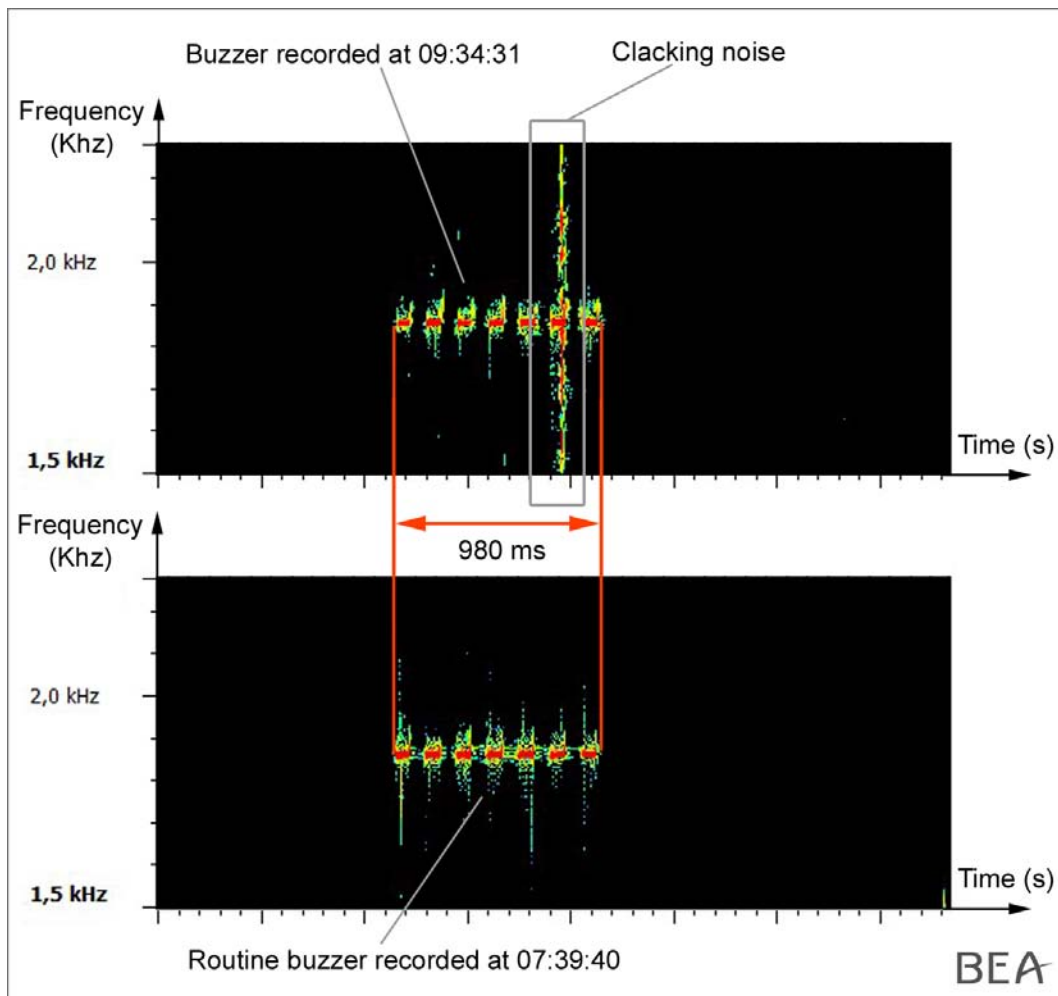 Buzzer recorded at 09:34:31
Clacking noise
Frequency
(Khz)
2,0 kHz
1,5 kHz
Time (s)
Frequency
(Khz)
980 ms
2,0 kHz
1,5 kHz
Time (s)
Routine buzzer recorded at 07:39:40
BEA